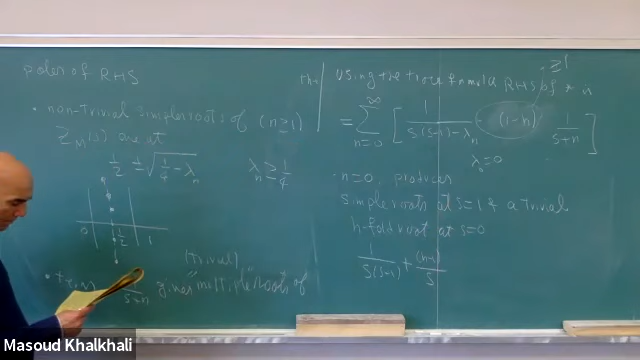 poles of RHS
• non-trivial simple roots of (n≥1)
Z_M(s) are at
1/2 ± √(1/4 - λ_n)  λ_n ≥ 1/4
0 1/2 1
(Trivial)
• 1/(s+n) gives "multiple" roots of
Using the trace formula RHS of * is
= ∑_{n=0}^{∞} [ 1/(s(s-1)-λ_n) - (1-h) 1/(s+n) ]
≥1
λ_0=0
· n=0, produces
simple roots at s=1 & a trivial
h-fold root at s=0
1/(s(s-1)) + (h-1)/s
Masoud Khalkhali